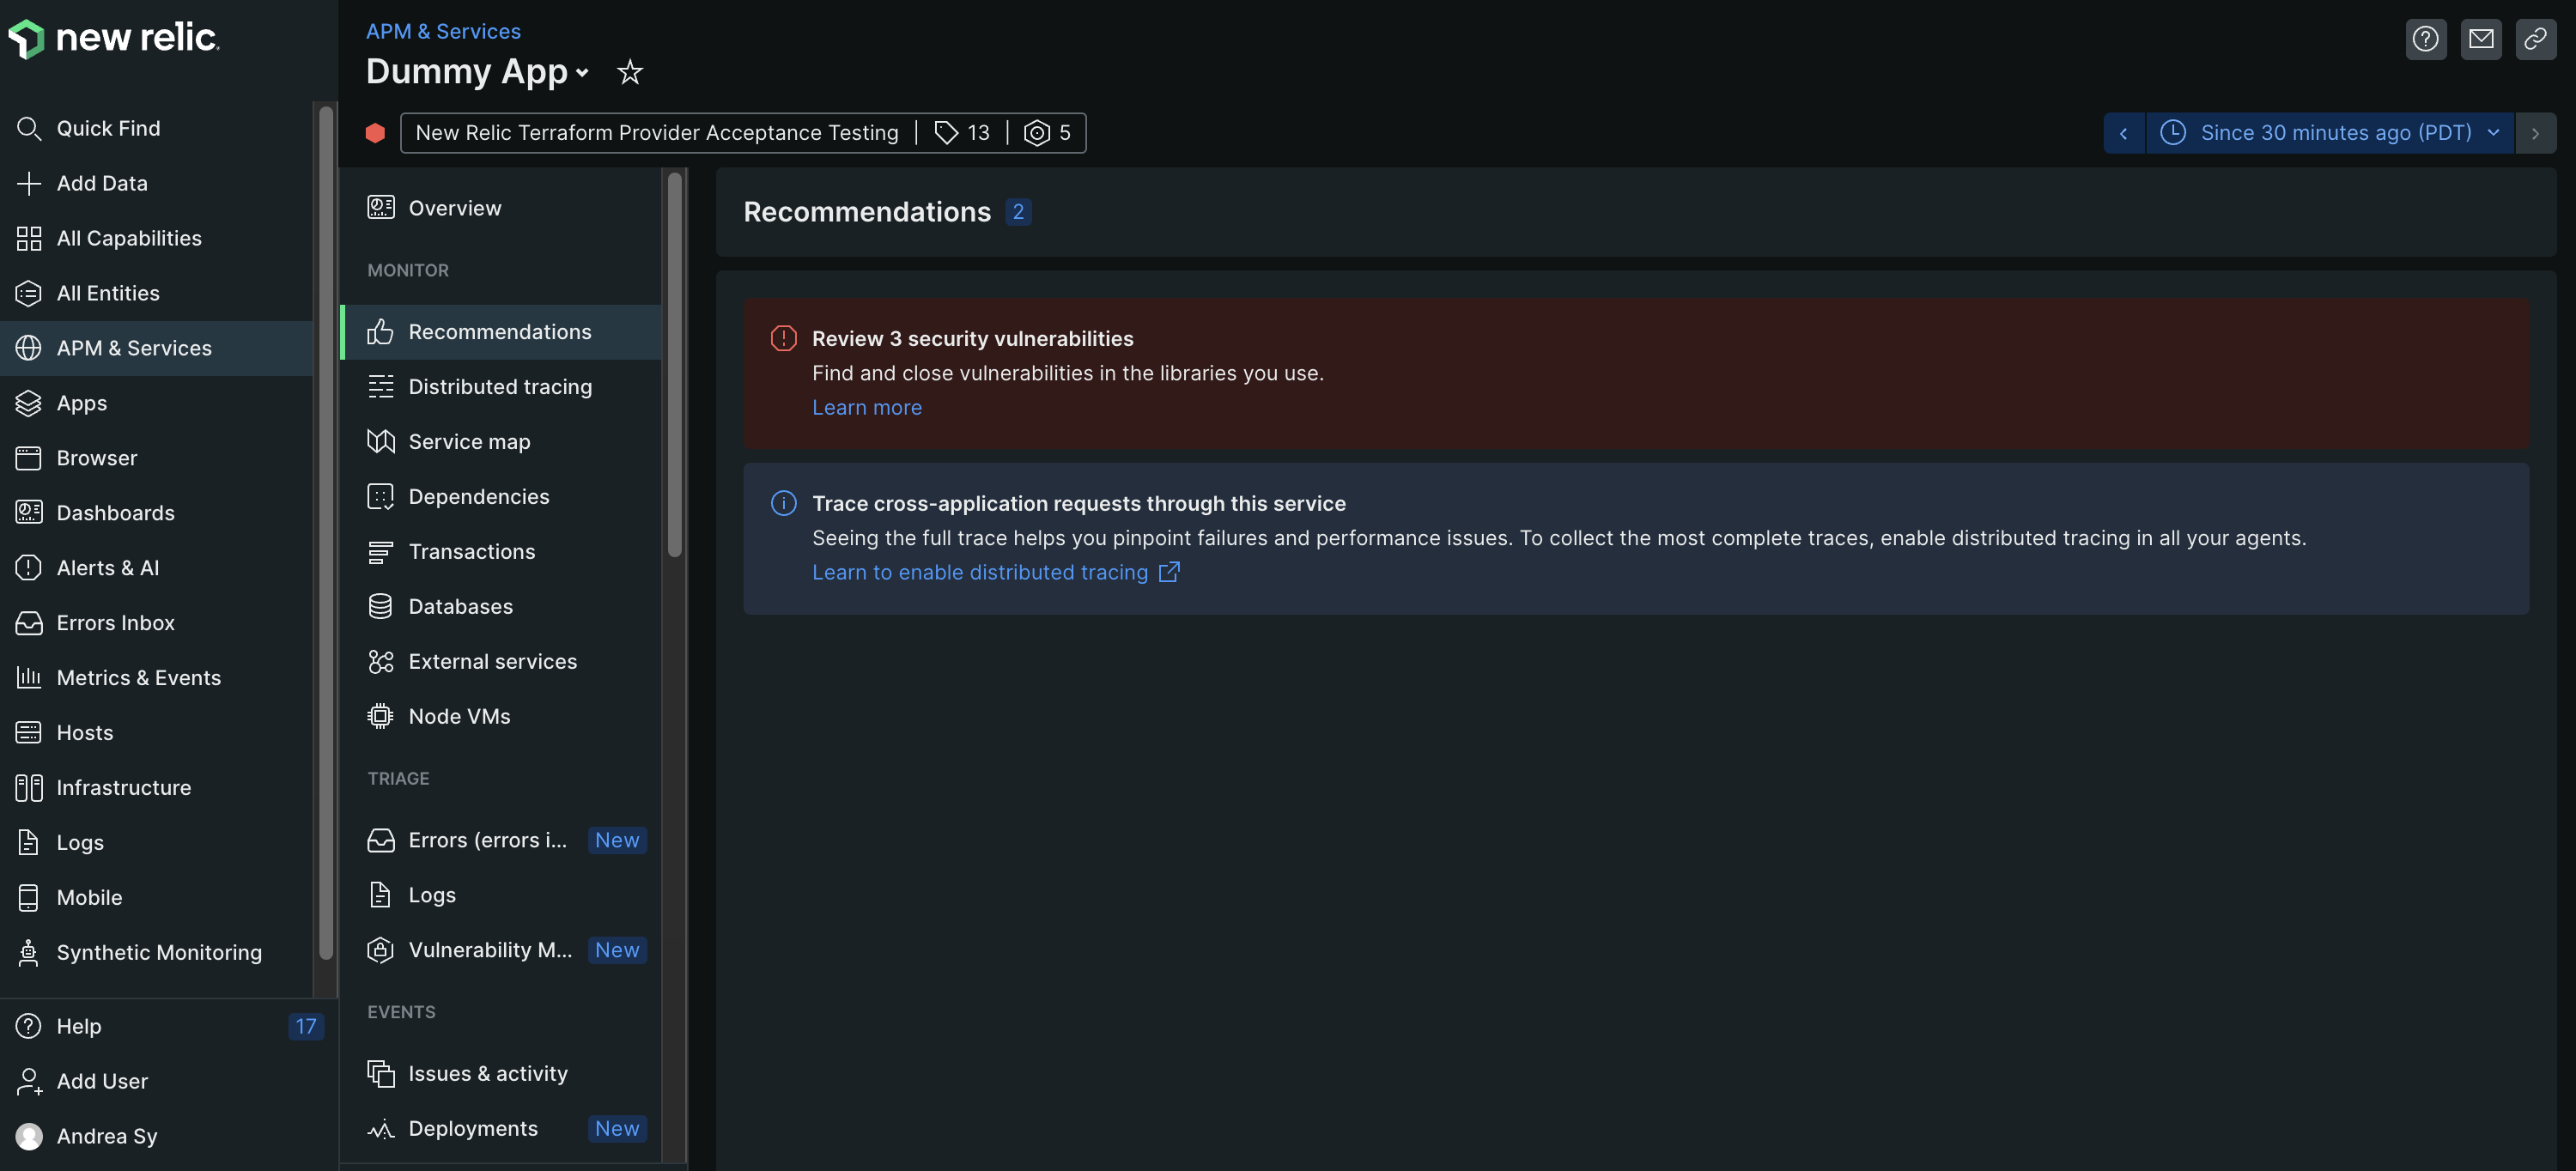 new relic
Quick Find
Add Data
All Capabilities
All Entities
APM & Services
Apps
Browser
Dashboards
Alerts & AI
Errors Inbox
Metrics & Events
Hosts
Infrastructure
Logs
Mobile
Synthetic Monitoring
Help 17
Add User
Andrea Sy
APM & Services
Dummy App
New Relic Terraform Provider Acceptance Testing 13 5
Since 30 minutes ago (PDT)
Overview
MONITOR
Recommendations
Distributed tracing
Service map
Dependencies
Transactions
Databases
External services
Node VMs
TRIAGE
Errors (errors i... New
Logs
Vulnerability M... New
EVENTS
Issues & activity
Deployments New
Recommendations 2
Review 3 security vulnerabilities
Find and close vulnerabilities in the libraries you use.
Learn more
Trace cross-application requests through this service
Seeing the full trace helps you pinpoint failures and performance issues. To collect the most complete traces, enable distributed tracing in all your agents.
Learn to enable distributed tracing